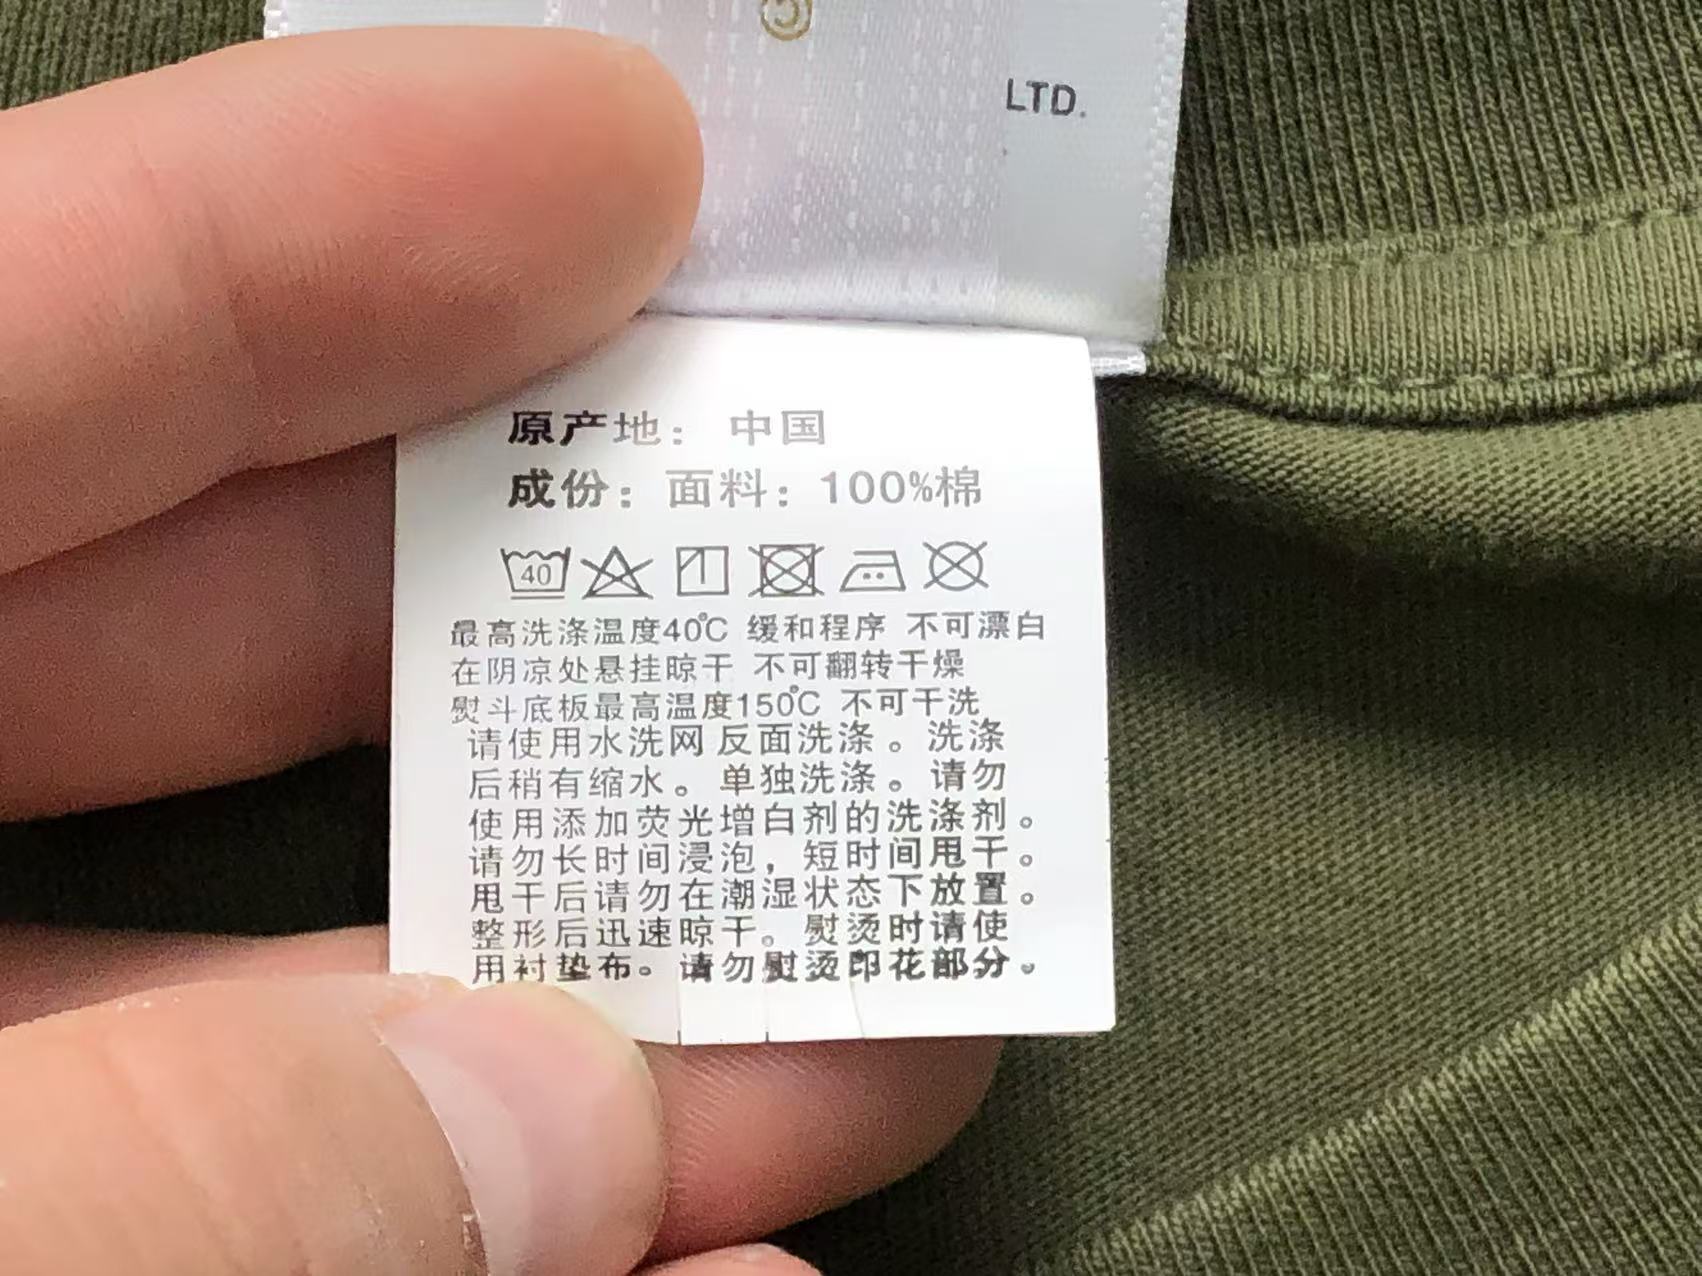 LTD.
原产地： 中国
成份：面料：100%棉
40
最高洗涤温度40℃ 缓和程序 不可漂白
在阴凉处悬挂晾干 不可翻转干燥
熨斗底板最高温度150℃ 不可干洗
请使用水洗网反面洗涤。洗涤
后稍有缩水。单独洗涤。请勿
使用添加荧光增白剂的洗涤剂。
请勿长时间浸泡，短时间甩干。
甩干后请勿在潮湿状态下放置。
整形后迅速晾干。熨烫时请使
用衬垫布。请勿熨烫印花部分。